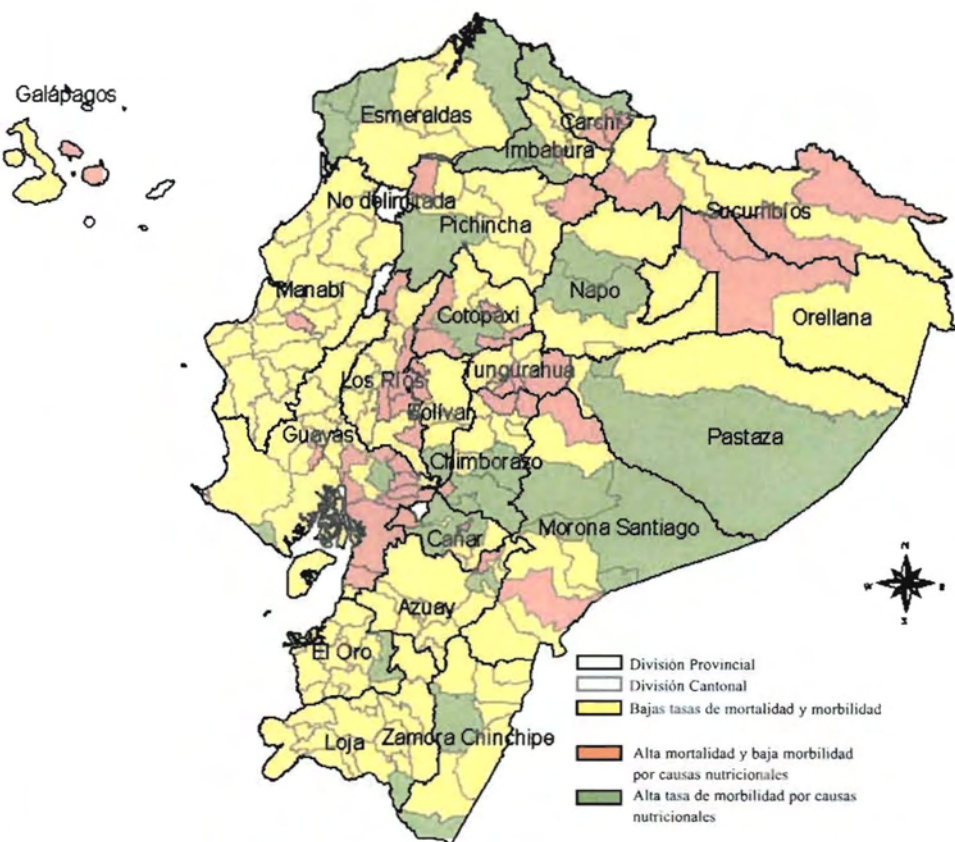 Galápagos
Esmeraldas
Carchi
Imbabura
No delimitada
Sucumbíos
Pichincha
Manabí
Napo
Cotopaxi
Orellana
Los Ríos
Tungurahua
Bolívar
Guayas
Pastaza
Chimborazo
Morona Santiago
Cañar
Azuay
El Oro
Loja
Zamora Chinchipe
N
W
E
S
División Provincial
División Cantonal
Bajas tasas de mortalidad y morbilidad
Alta mortalidad y baja morbilidad
por causas nutricionales
Alta tasa de morbilidad por causas
nutricionales